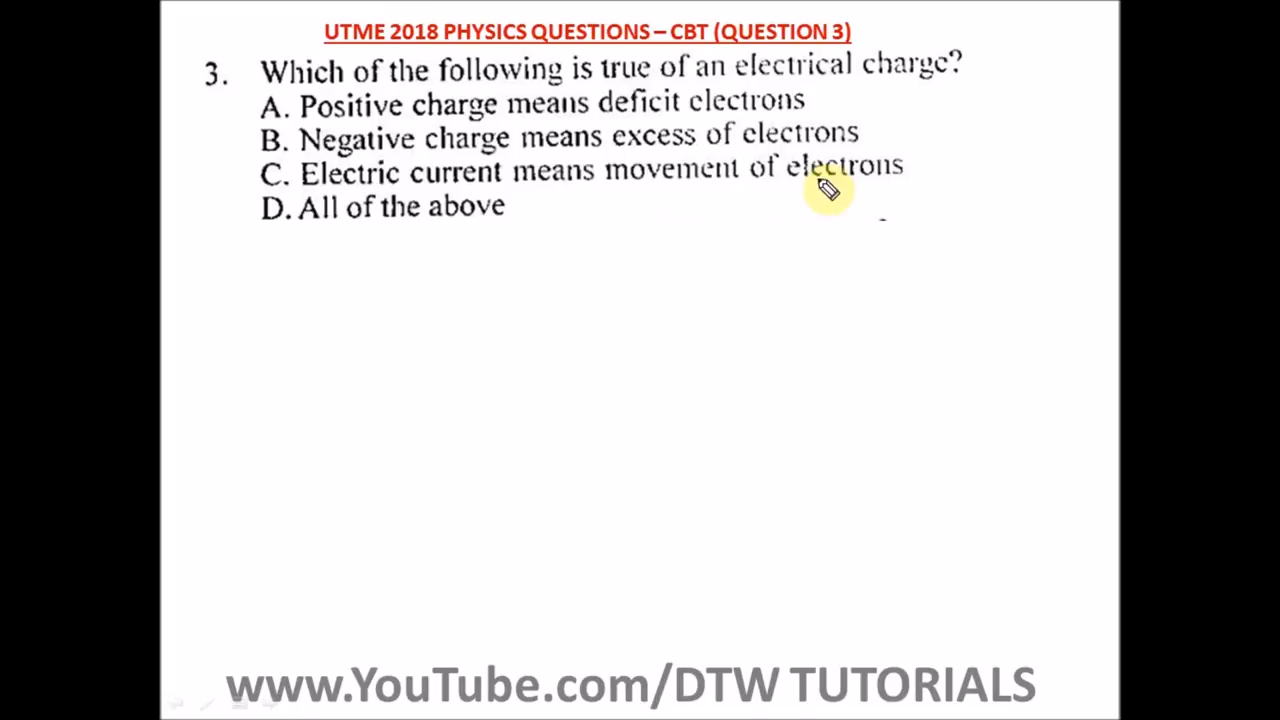 UTME 2018 PHYSICS QUESTIONS – CBT (QUESTION 3)
3. Which of the following is true of an electrical charge?
A. Positive charge means deficit electrons
B. Negative charge means excess of electrons
C. Electric current means movement of electrons
D. All of the above
www.YouTube.com/DTW TUTORIALS